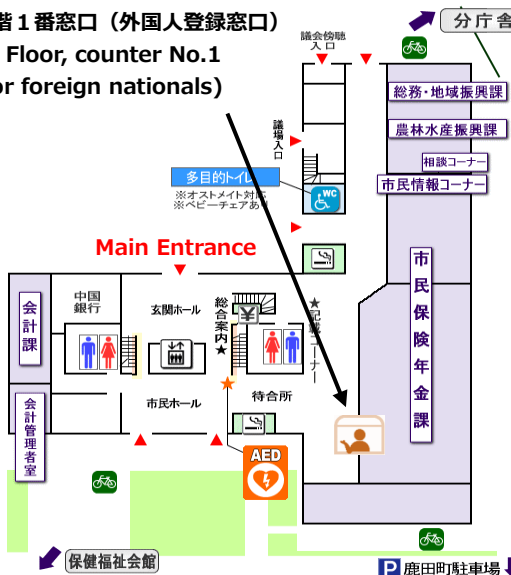 階１番窓口（外国人登録窓口）
Floor, counter No.1
or foreign nationals)
分庁舎
議会傍聴
入口
総務・地域振興課
農林水産振興課
相談コーナー
市民情報コーナー
議場入口
多目的トイレ
WC
※オストメイト対応
※ベビーチェアあり
Main Entrance
市民保険年金課
会計課
中国
銀行
玄関ホール
総合案内★
★記載コーナー
市民ホール
待合所
会計管理者室
AED
保健福祉会館
P 鹿田町駐車場